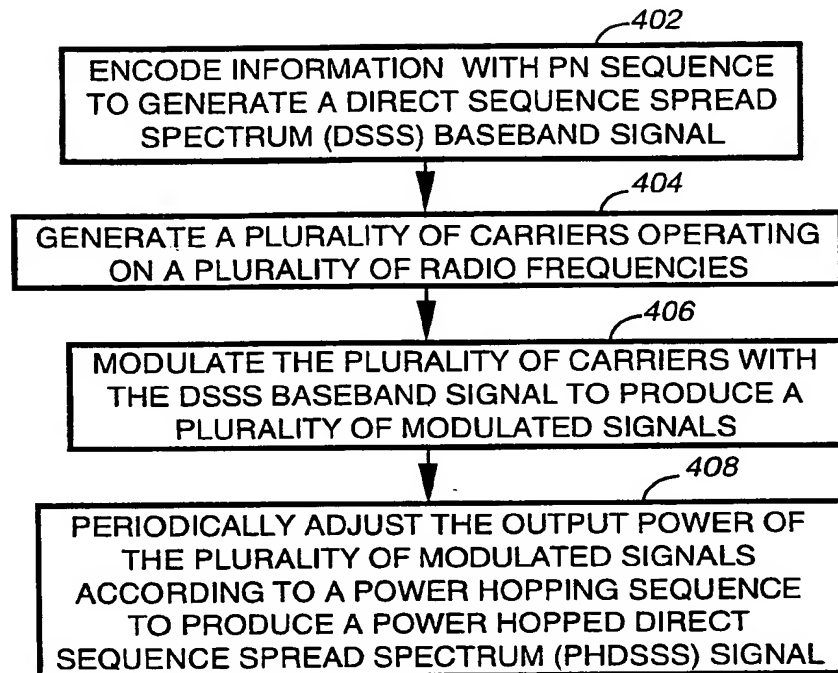 402
ENCODE INFORMATION WITH PN SEQUENCE
TO GENERATE A DIRECT SEQUENCE SPREAD
SPECTRUM (DSSS) BASEBAND SIGNAL
404
GENERATE A PLURALITY OF CARRIERS OPERATING
ON A PLURALITY OF RADIO FREQUENCIES
406
MODULATE THE PLURALITY OF CARRIERS WITH
THE DSSS BASEBAND SIGNAL TO PRODUCE A
PLURALITY OF MODULATED SIGNALS
408
PERIODICALLY ADJUST THE OUTPUT POWER OF
THE PLURALITY OF MODULATED SIGNALS
ACCORDING TO A POWER HOPPING SEQUENCE
TO PRODUCE A POWER HOPPED DIRECT
SEQUENCE SPREAD SPECTRUM (PHDSSS) SIGNAL